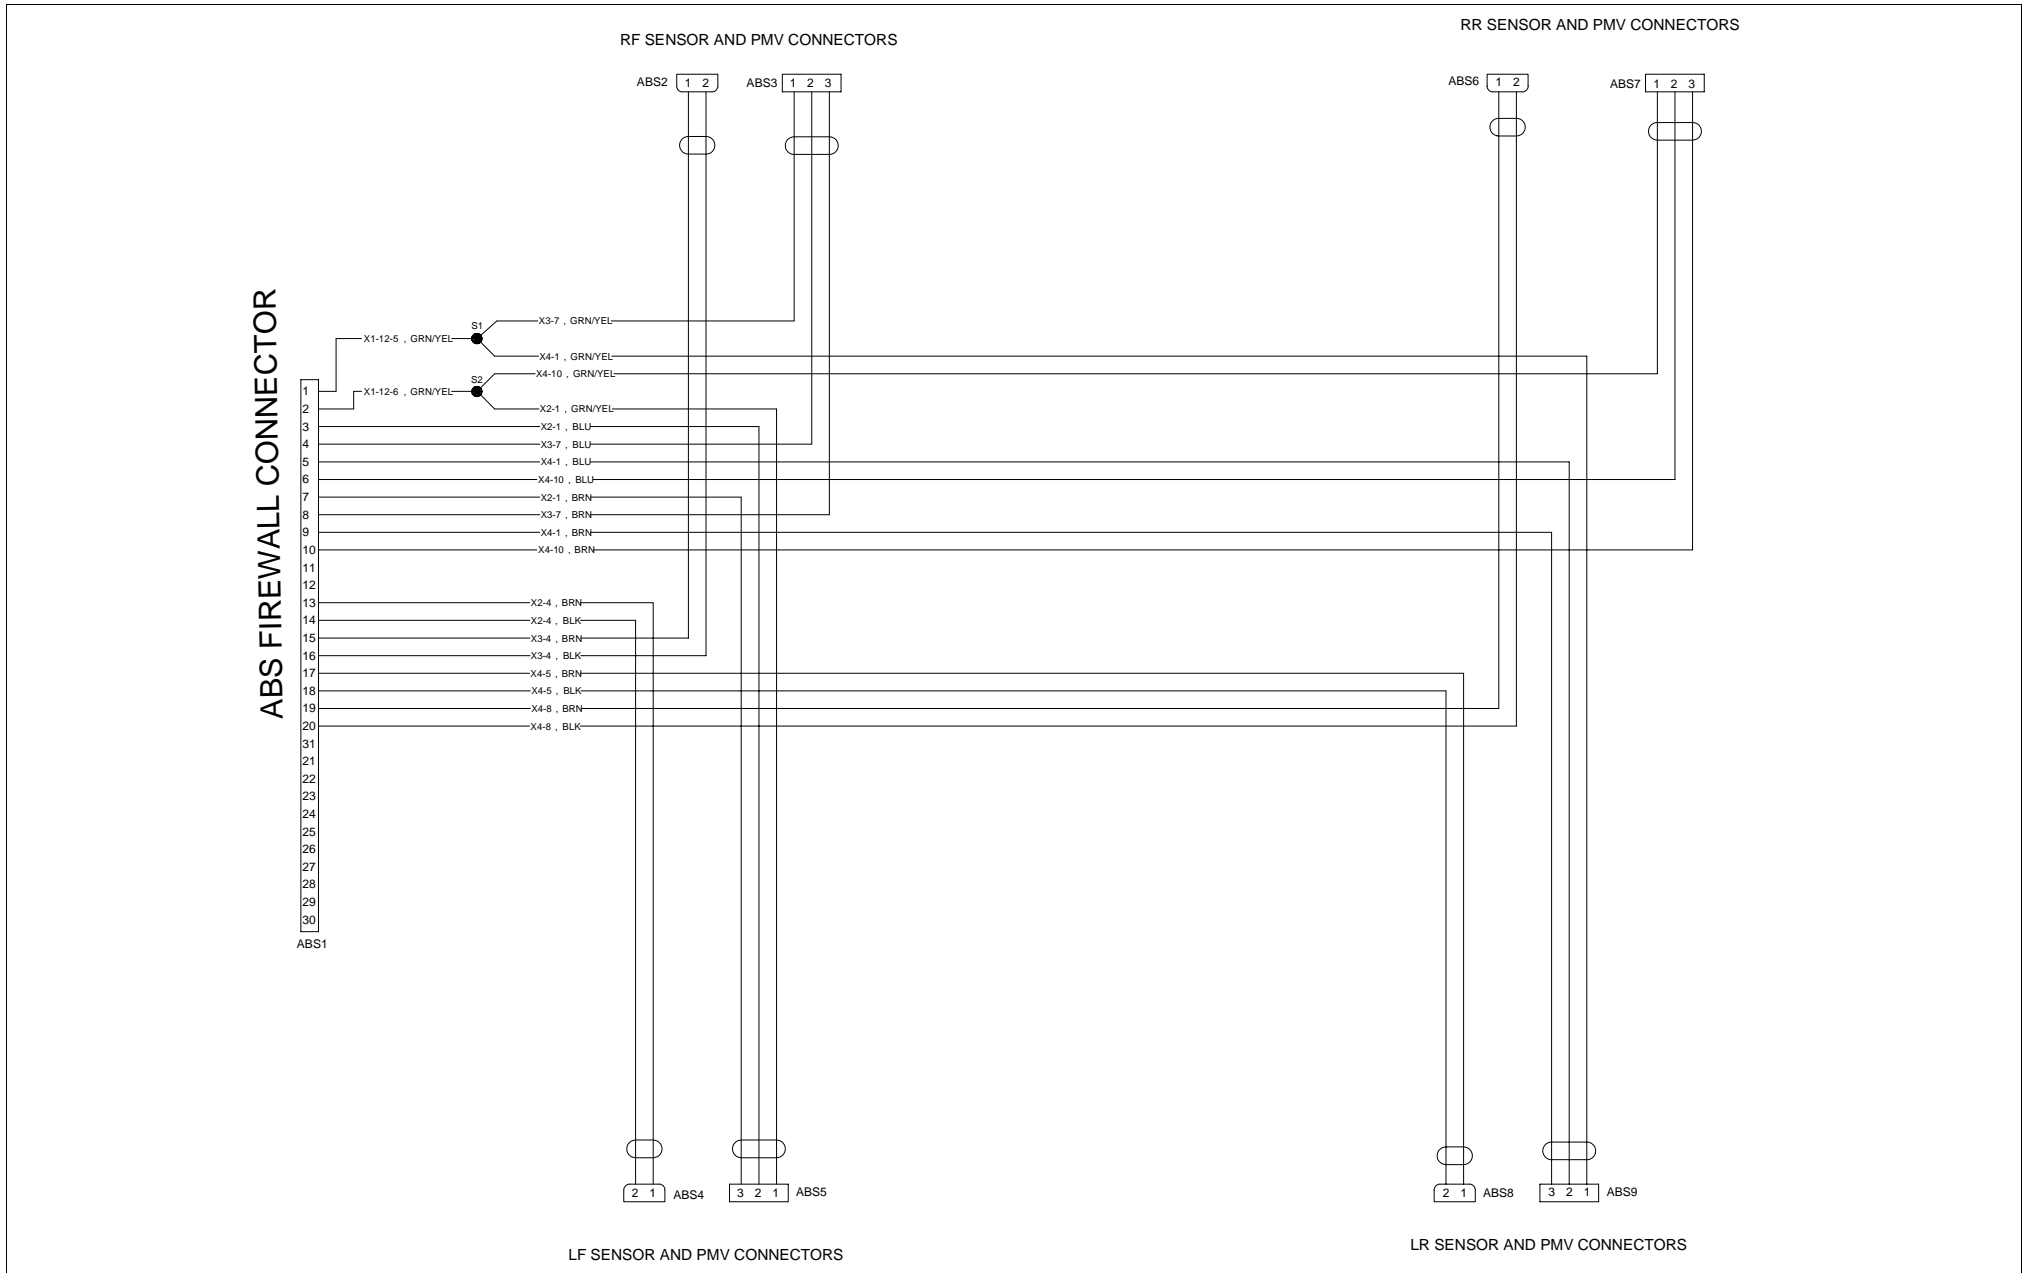 RF SENSOR AND PMV CONNECTORS
RR SENSOR AND PMV CONNECTORS
ABS2 1 2
ABS3 1 2 3
ABS6 1 2
ABS7 1 2 3
ABS FIREWALL CONNECTOR
S1
X3-7 , GRN/YEL
X1-12-5 , GRN/YEL
X4-1 , GRN/YEL
X4-10 , GRN/YEL
S2
X1-12-6 , GRN/YEL
X2-1 , GRN/YEL
1
2
3 X2-1 , BLU
4 X3-7 , BLU
5 X4-1 , BLU
6 X4-10 , BLU
7 X2-1 , BRN
8 X3-7 , BRN
9 X4-1 , BRN
10 X4-10 , BRN
11
12
13 X2-4 , BRN
14 X2-4 , BLK
15 X3-4 , BRN
16 X3-4 , BLK
17 X4-5 , BRN
18 X4-5 , BLK
19 X4-8 , BRN
20 X4-8 , BLK
31
21
22
23
24
25
26
27
28
29
30
ABS1
2 1 ABS4
3 2 1 ABS5
2 1 ABS8
3 2 1 ABS9
LF SENSOR AND PMV CONNECTORS
LR SENSOR AND PMV CONNECTORS